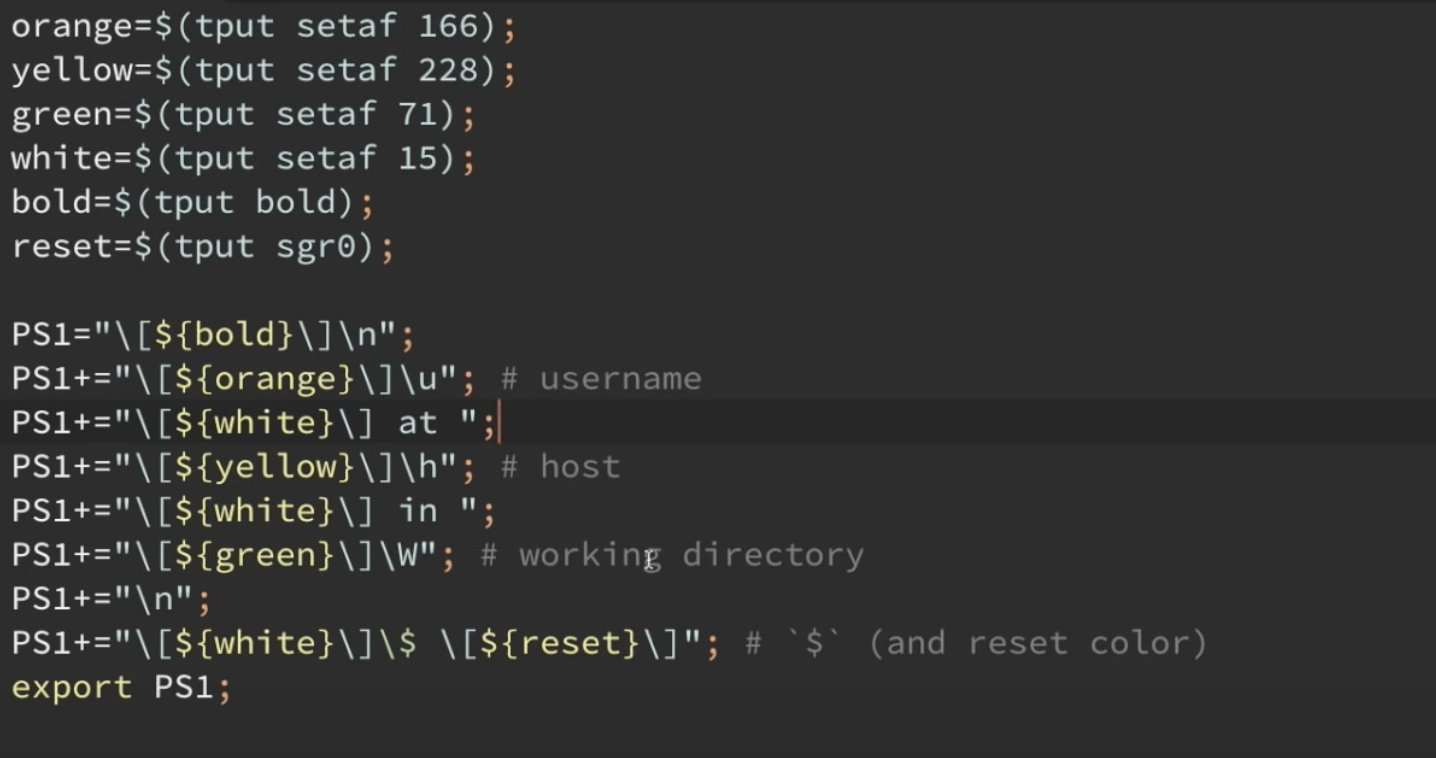 orange=$(tput setaf 166);
yellow=$(tput setaf 228);
green=$(tput setaf 71);
white=$(tput setaf 15);
bold=$(tput bold);
reset=$(tput sgr0);

PS1="\[${bold}\]\n";
PS1+="\[${orange}\]\u"; # username
PS1+="\[${white}\] at ";
PS1+="\[${yellow}\]\h"; # host
PS1+="\[${white}\] in ";
PS1+="\[${green}\]\W"; # working directory
PS1+="\n";
PS1+="\[${white}\]\$ \[${reset}\]"; # `$` (and reset color)
export PS1;